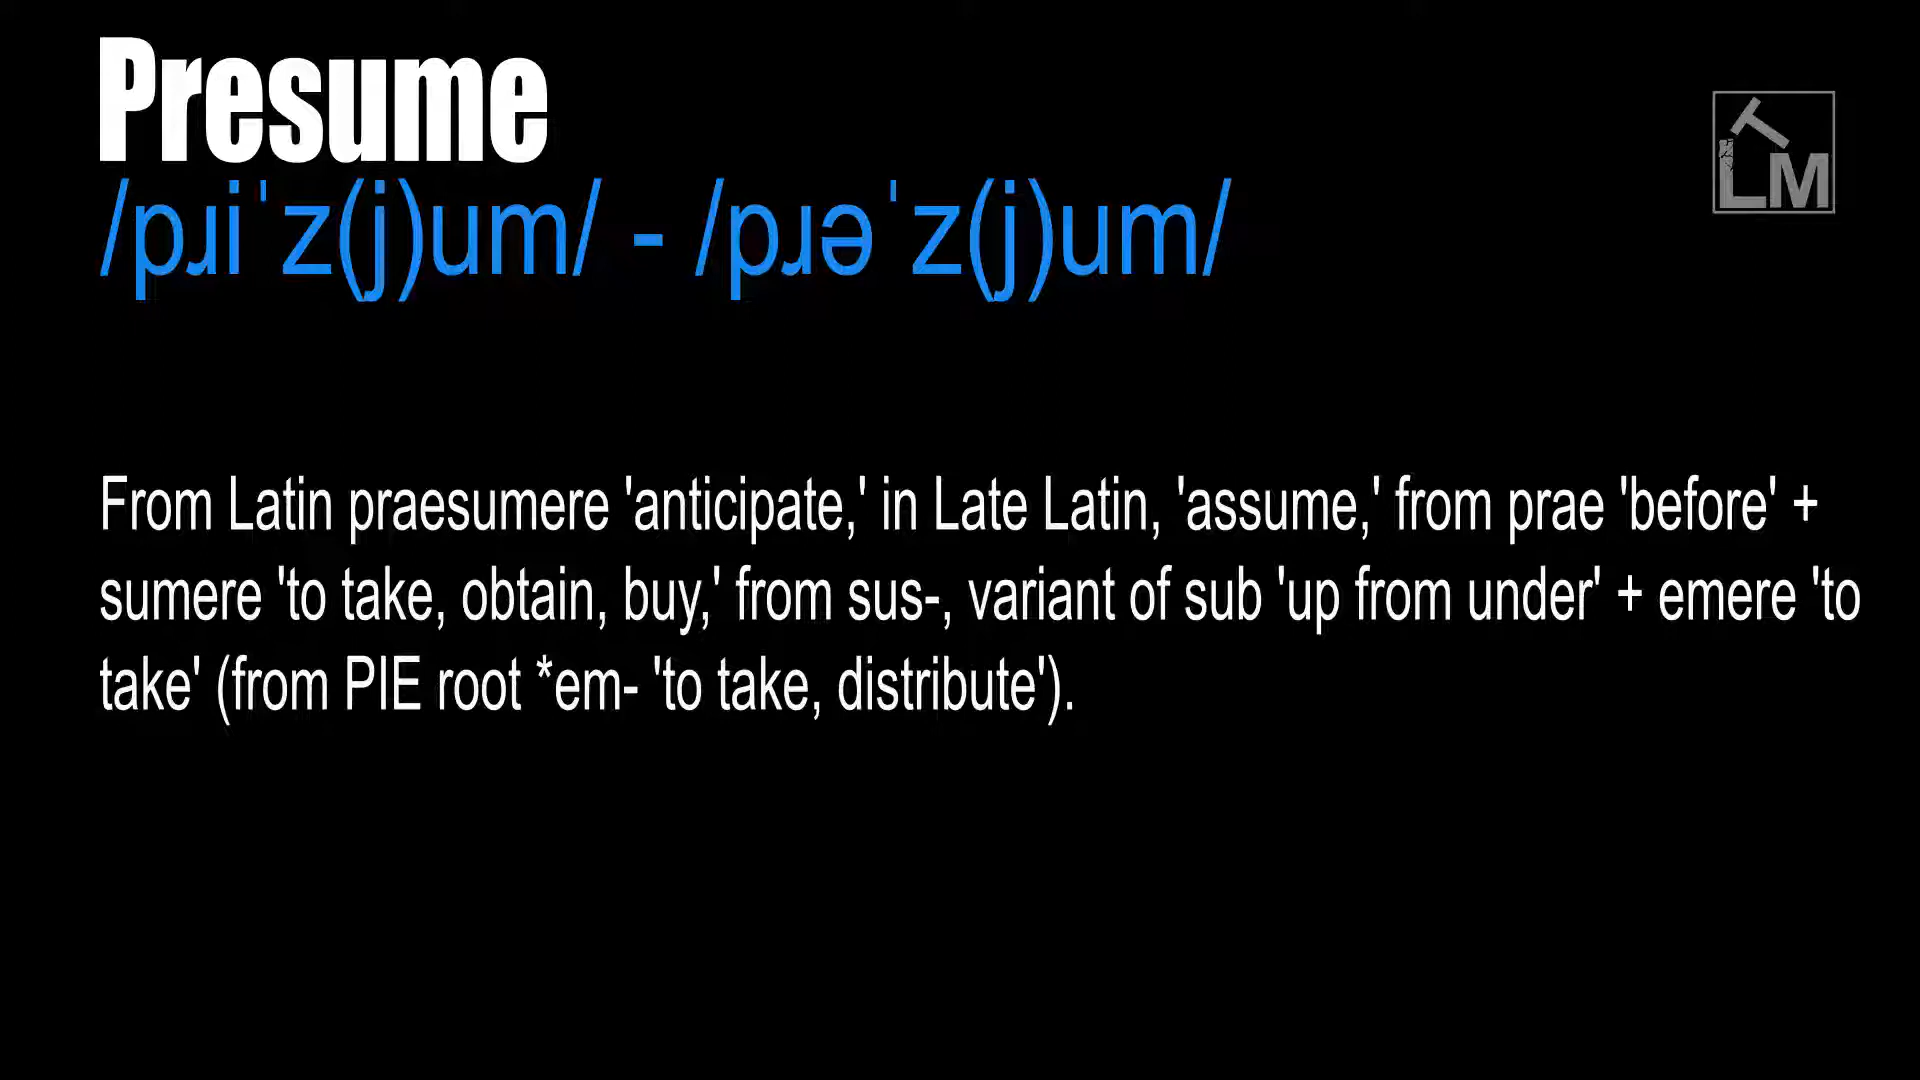 Presume
/pɹiˈz(j)um/ - /pɹəˈz(j)um/
LTM
From Latin praesumere 'anticipate,' in Late Latin, 'assume,' from prae 'before' +
sumere 'to take, obtain, buy,' from sus-, variant of sub 'up from under' + emere 'to
take' (from PIE root *em- 'to take, distribute').